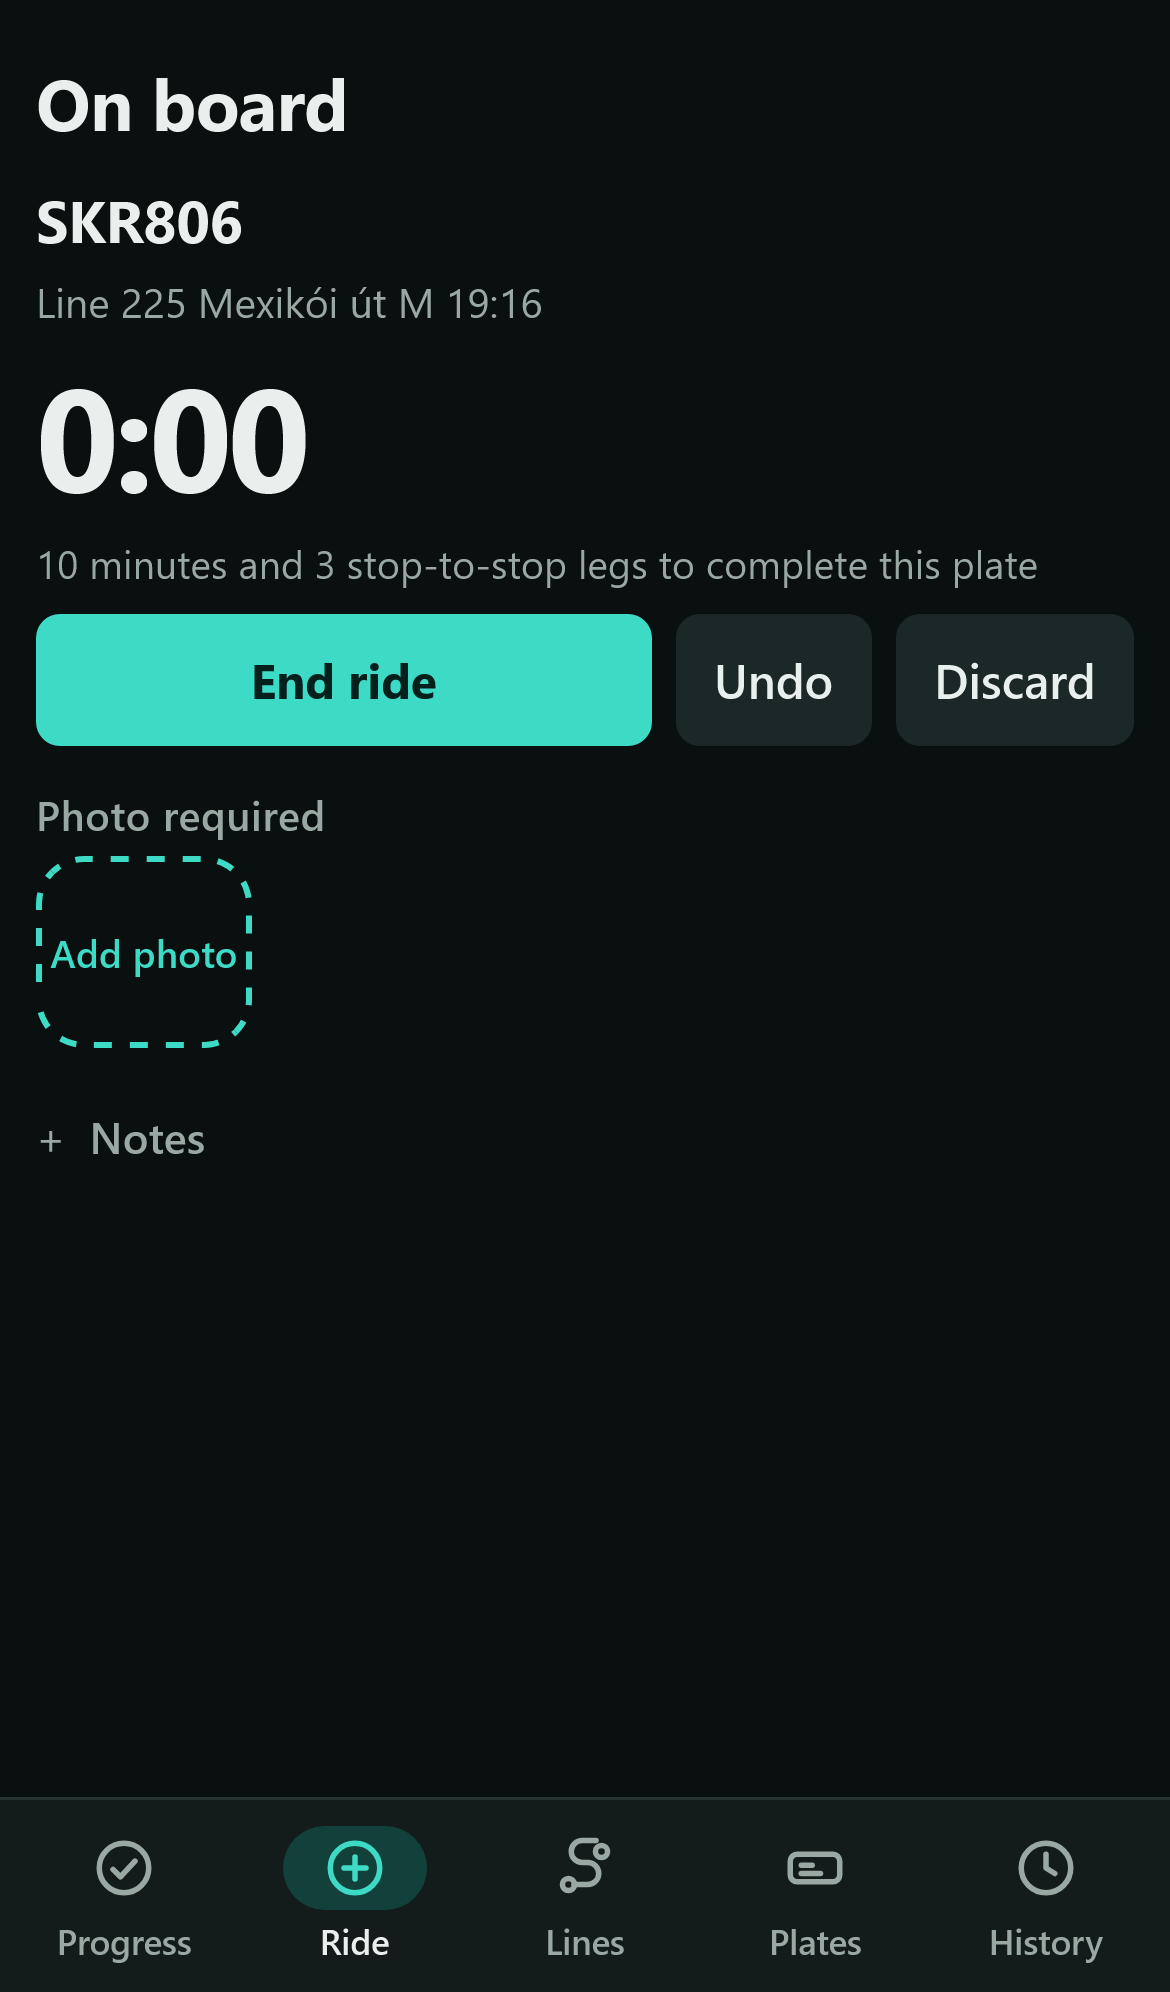 On board
SKR806
Line 225 Mexikói út M 19:16
0:00
10 minutes and 3 stop-to-stop legs to complete this plate
End ride Undo Discard
Photo required
Add photo
+ Notes
Progress Ride Lines Plates History